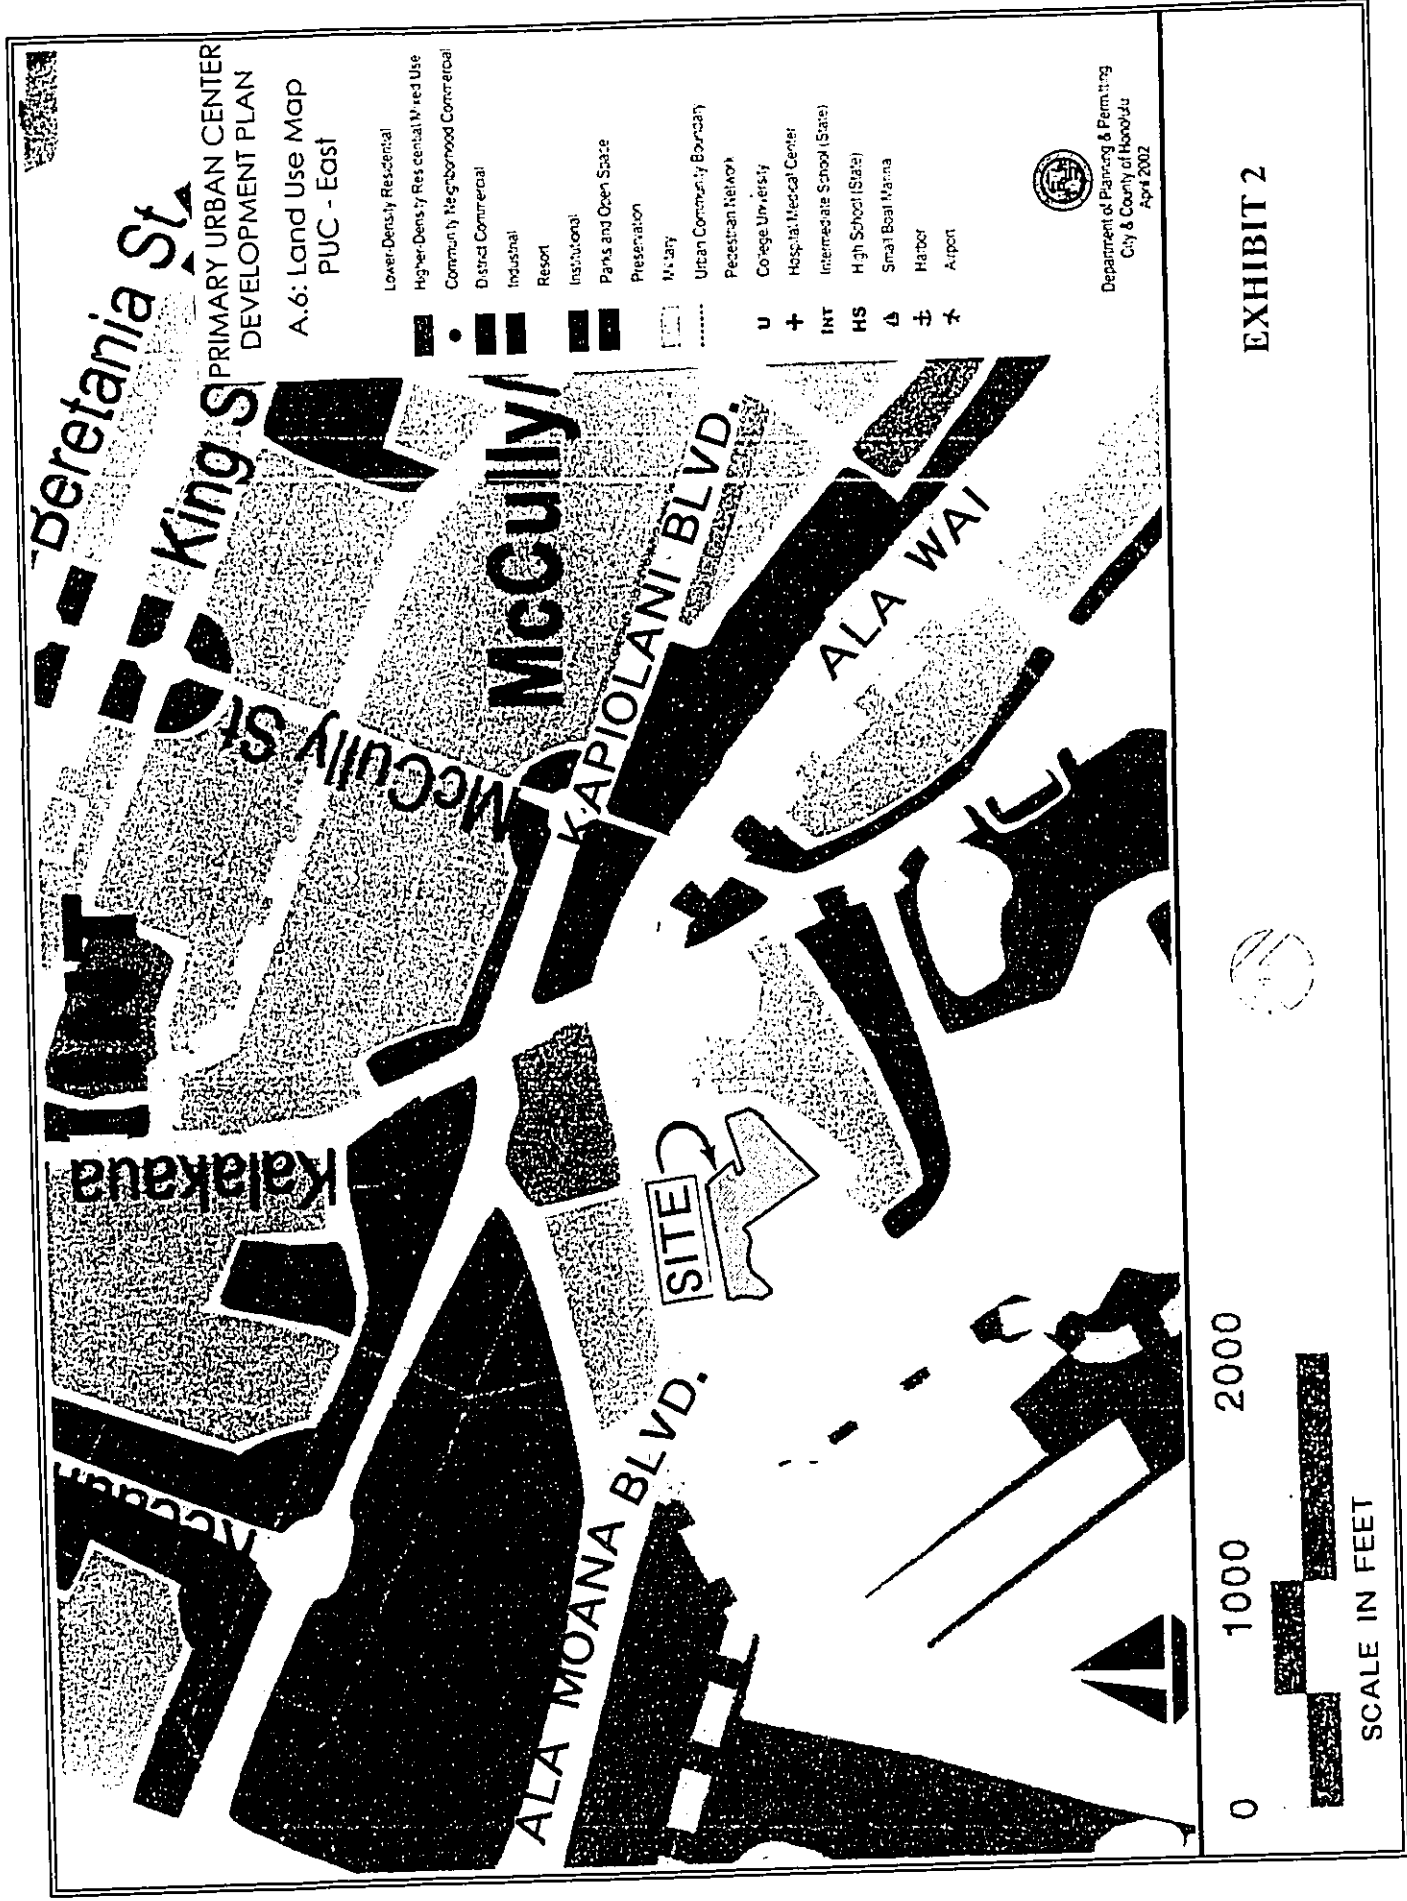 PRIMARY URBAN CENTER
DEVELOPMENT PLAN
A.6: Land Use Map
PUC - East
Lower-Density Residential
Higher-Density Residential Mixed Use
Community Neighborhood Commercial
District Commercial
Industrial
Resort
Institutional
Parks and Open Space
Preservation
Military
Urban Community Boundary
Pedestrian Network
U College University
+ Hospital Medical Center
INT Intermediate School (State)
HS High School (State)
Small Boat Marina
Harbor
Airport
Department of Planning & Permitting
City & County of Honolulu
April 2002
Beretania St
King S
McCully St
McCully/
KAPIOLANI BLVD.
ALA WAI
INT
Kalakaua
SITE
ALA MOANA BLVD.
0 1000 2000
SCALE IN FEET
EXHIBIT 2